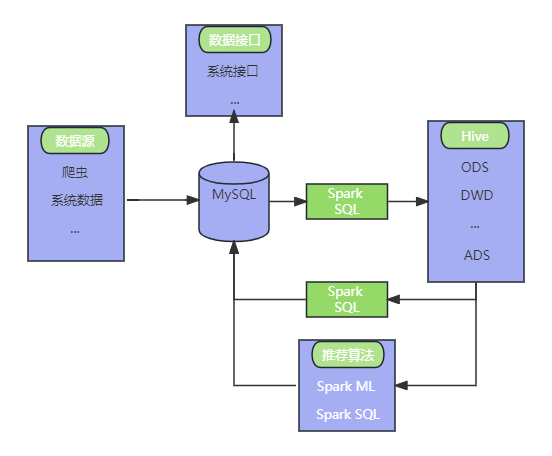 数据接口
系统接口
...
数据源
爬虫
系统数据
...
MySQL
Spark
SQL
Hive
ODS
DWD
...
ADS
Spark
SQL
推荐算法
Spark ML
Spark SQL